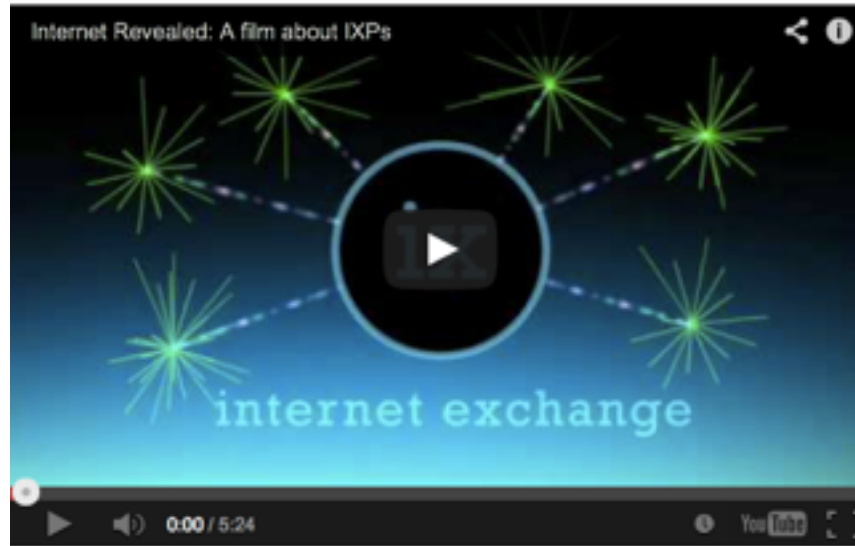 Internet Revealed: A film about IXPs
iX
internet exchange
0:00 / 5:24
YouTube